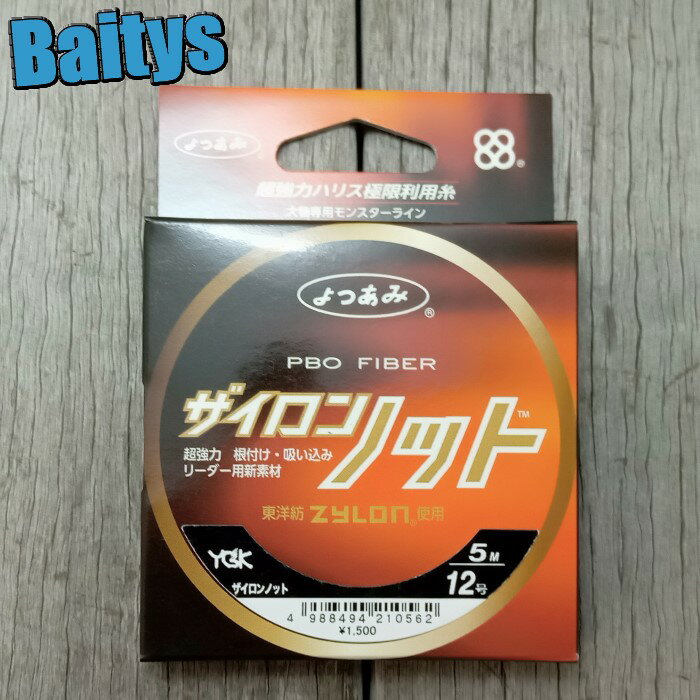 Baitys
よつあみ
®
®
超強力ハリス極限利用糸
大物専用モンスターライン
よつあみ
®
PBO FIBER
ザイロンノット™
超強力 根付け・吸い込み
リーダー用新素材
東洋紡 ZYLON® 使用
YGK
ザイロンノット
5M
12号
4 988494 210562
¥1,500